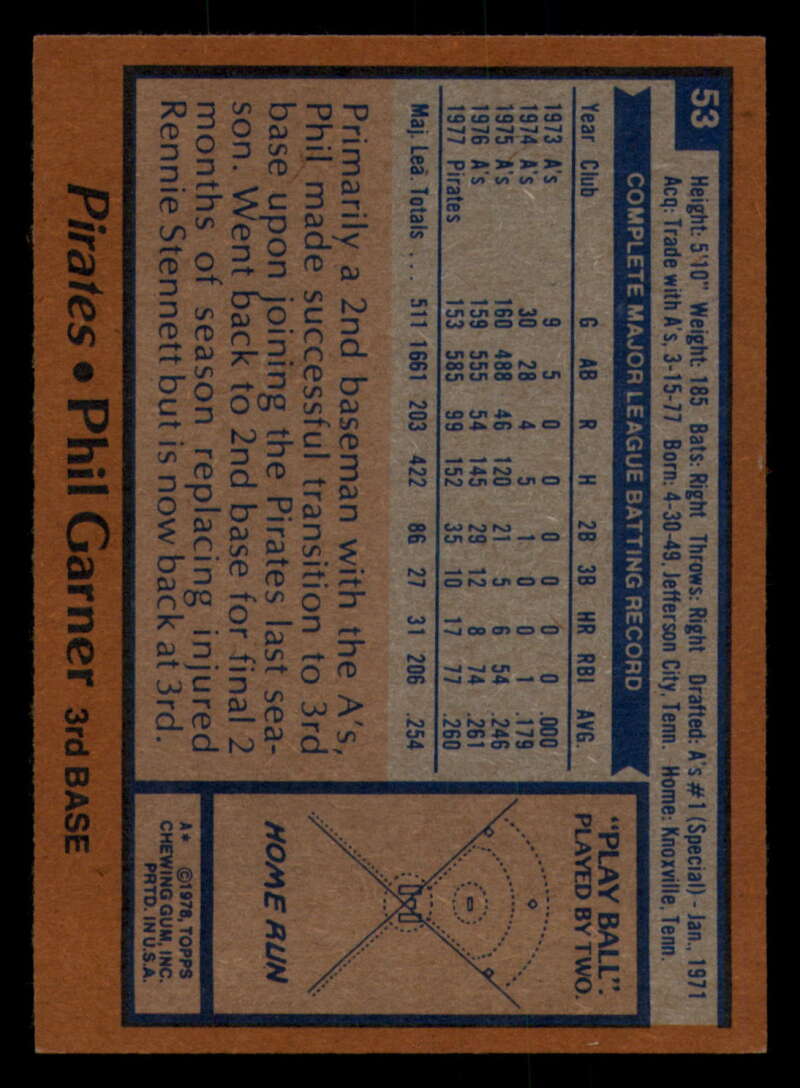 53
Height: 5'10" Weight: 185 Bats: Right Throws: Right Drafted: A's #1 (Special) - Jan., 1971
Acq: Trade with A's, 3-15-77 Born: 4-30-49, Jefferson City, Tenn. Home: Knoxville, Tenn.
COMPLETE MAJOR LEAGUE BATTING RECORD
Year Club G AB R H 2B 3B HR RBI AVG.
1973 A's 9 5 0 0 0 0 0 0 .000
1974 A's 30 28 4 5 1 0 0 1 .179
1975 A's 160 488 46 120 21 5 6 54 .246
1976 A's 159 555 54 145 29 12 8 74 .261
1977 Pirates 153 585 99 152 35 10 17 77 .260
Maj. Lea. Totals ... 511 1661 203 422 86 27 31 206 .254
Primarily a 2nd baseman with the A's,
Phil made successful transition to 3rd
base upon joining the Pirates last sea-
son. Went back to 2nd base for final 2
months of season replacing injured
Rennie Stennett but is now back at 3rd.
"PLAY BALL":
PLAYED BY TWO.
HOME RUN
A* ©1978, TOPPS
CHEWING GUM, INC.
PRTD. IN U.S.A.
Pirates • Phil Garner 3rd BASE